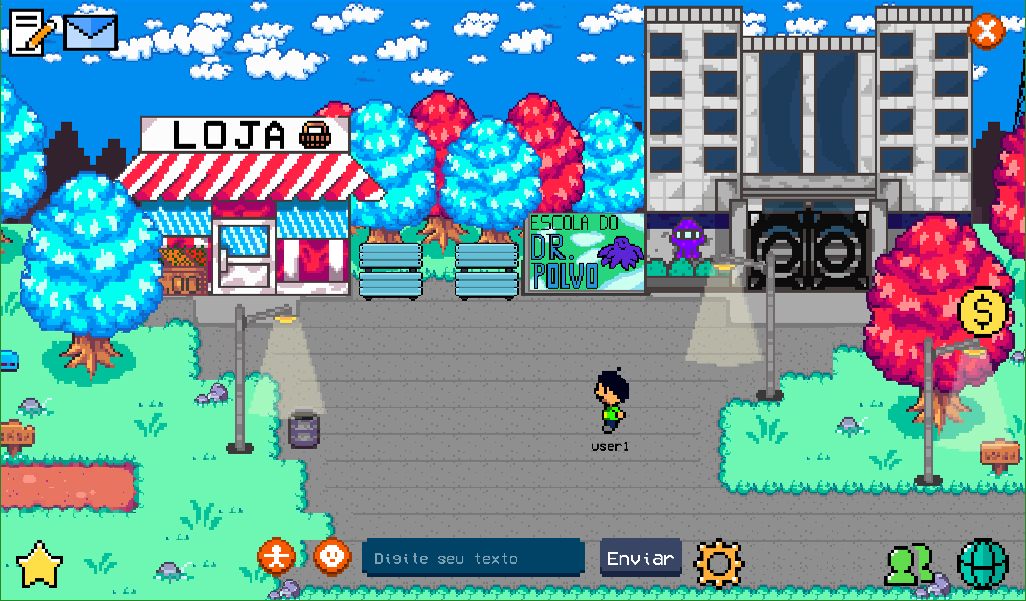 LOJA
ESCOLA DO
DR.
POLVO
$
user1
Digite seu texto
Enviar